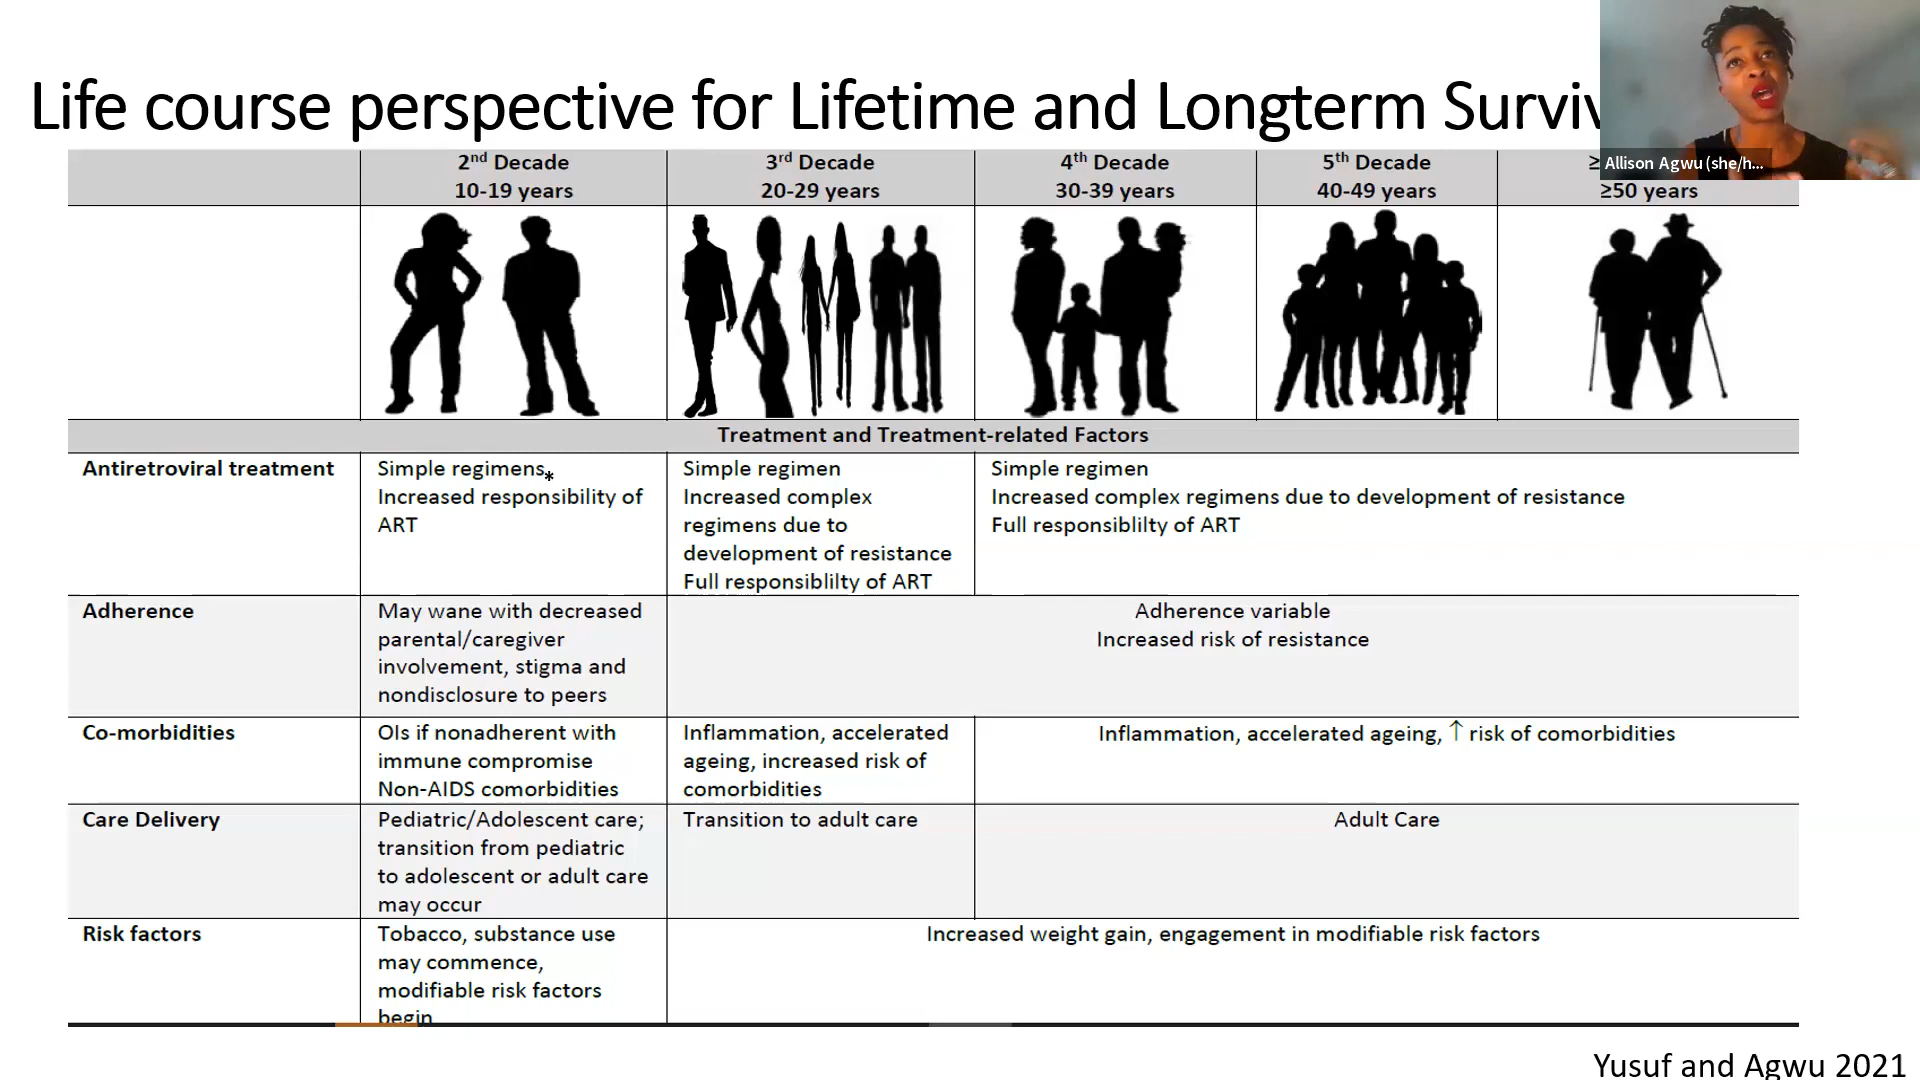 Life course perspective for Lifetime and Longterm Surviv
Allison Agwu (she/h...
2nd Decade
10-19 years
3rd Decade
20-29 years
4th Decade
30-39 years
5th Decade
40-49 years
≥
≥50 years
Treatment and Treatment-related Factors
Antiretroviral treatment
Simple regimens*
Increased responsibility of
ART
Simple regimen
Increased complex
regimens due to
development of resistance
Full responsiblilty of ART
Simple regimen
Increased complex regimens due to development of resistance
Full responsiblilty of ART
Adherence
May wane with decreased
parental/caregiver
involvement, stigma and
nondisclosure to peers
Adherence variable
Increased risk of resistance
Co-morbidities
OIs if nonadherent with
immune compromise
Non-AIDS comorbidities
Inflammation, accelerated
ageing, increased risk of
comorbidities
Inflammation, accelerated ageing, ↑ risk of comorbidities
Care Delivery
Pediatric/Adolescent care;
transition from pediatric
to adolescent or adult care
may occur
Transition to adult care
Adult Care
Risk factors
Tobacco, substance use
may commence,
modifiable risk factors
begin
Increased weight gain, engagement in modifiable risk factors
Yusuf and Agwu 2021